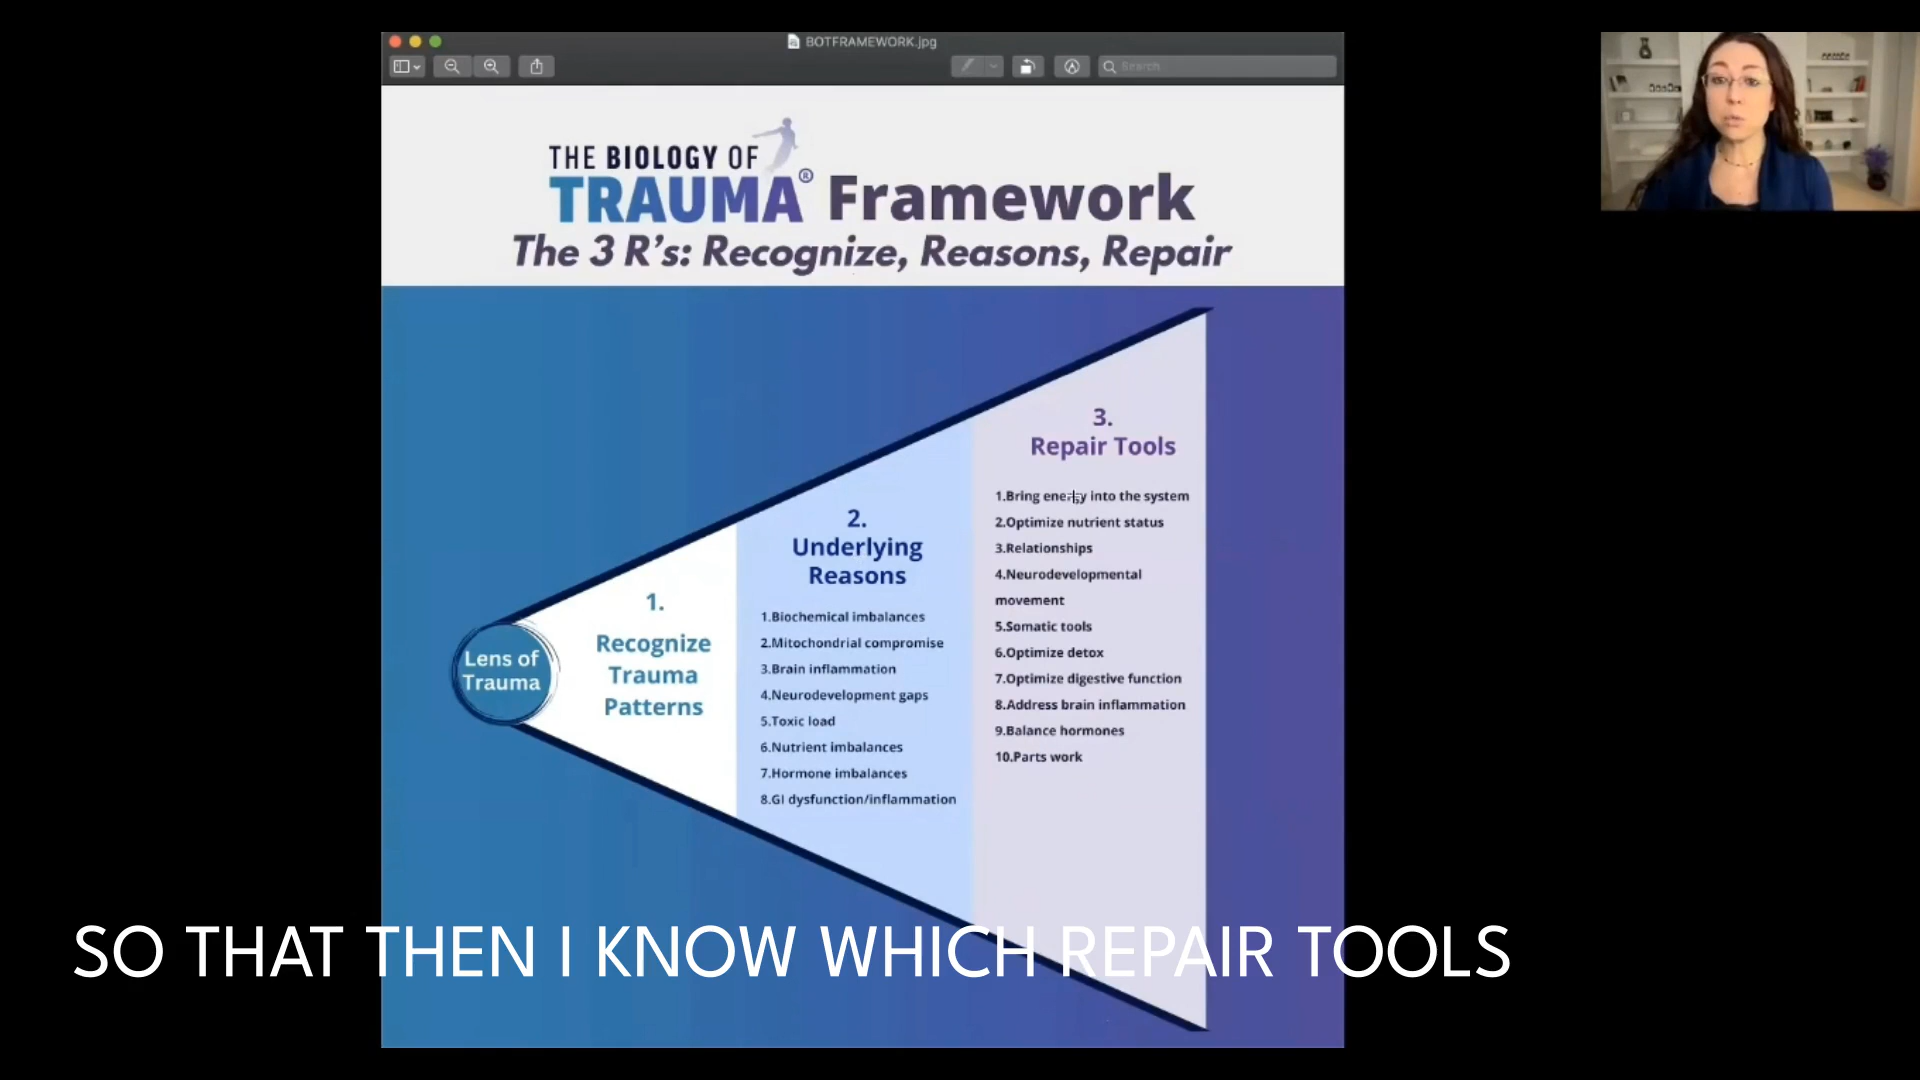 BOTFRAMEWORK.jpg
Search
THE BIOLOGY OF
TRAUMA® Framework
The 3 R's: Recognize, Reasons, Repair
Lens of
Trauma
1.
Recognize
Trauma
Patterns
2.
Underlying
Reasons
1.Biochemical imbalances
2.Mitochondrial compromise
3.Brain inflammation
4.Neurodevelopment gaps
5.Toxic load
6.Nutrient imbalances
7.Hormone imbalances
8.GI dysfunction/inflammation
3.
Repair Tools
1.Bring energy into the system
2.Optimize nutrient status
3.Relationships
4.Neurodevelopmental
movement
5.Somatic tools
6.Optimize detox
7.Optimize digestive function
8.Address brain inflammation
9.Balance hormones
10.Parts work
SO THAT THEN I KNOW WHICH REPAIR TOOLS